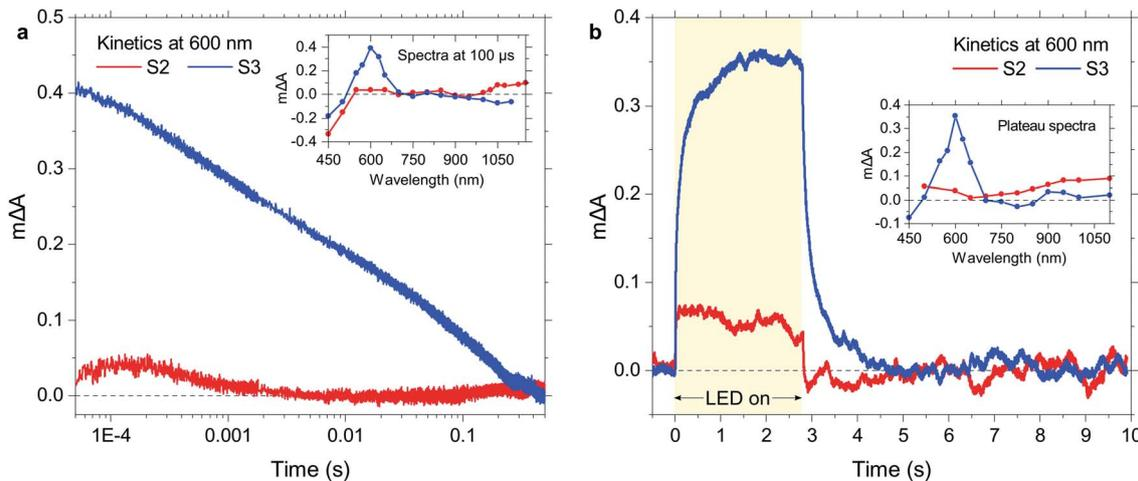 a
Kinetics at 600 nm
S2 S3
mΔA
0.5
0.4
0.3
0.2
0.1
0.0
1E-4 0.001 0.01 0.1
Time (s)
Spectra at 100 µs
mΔA
0.4
0.2
0.0
-0.2
-0.4
450 600 750 900 1050
Wavelength (nm)
b
Kinetics at 600 nm
S2 S3
mΔA
0.4
0.3
0.2
0.1
0.0
LED on
0 1 2 3 4 5 6 7 8 9 10
Time (s)
Plateau spectra
mΔA
0.4
0.3
0.2
0.1
0.0
-0.1
450 600 750 900 1050
Wavelength (nm)